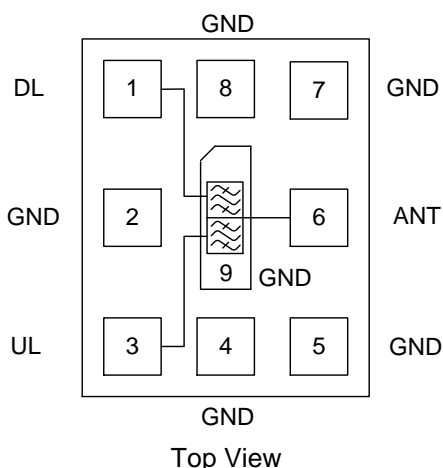 GND
DL 1 8 7 GND
GND 2 6 ANT
9 GND
UL 3 4 5 GND
GND
Top View